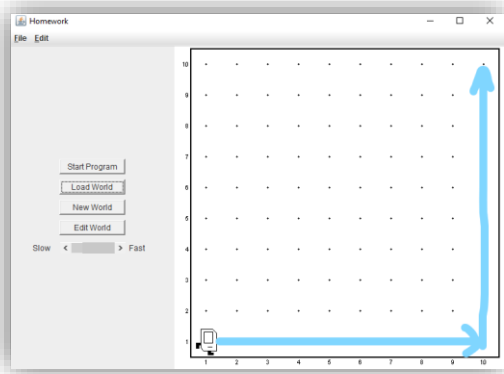 Homework
File Edit
Start Program
Load World
New World
Edit World
Slow < > Fast
10
9
8
7
6
5
4
3
2
1
1 2 3 4 5 6 7 8 9 10